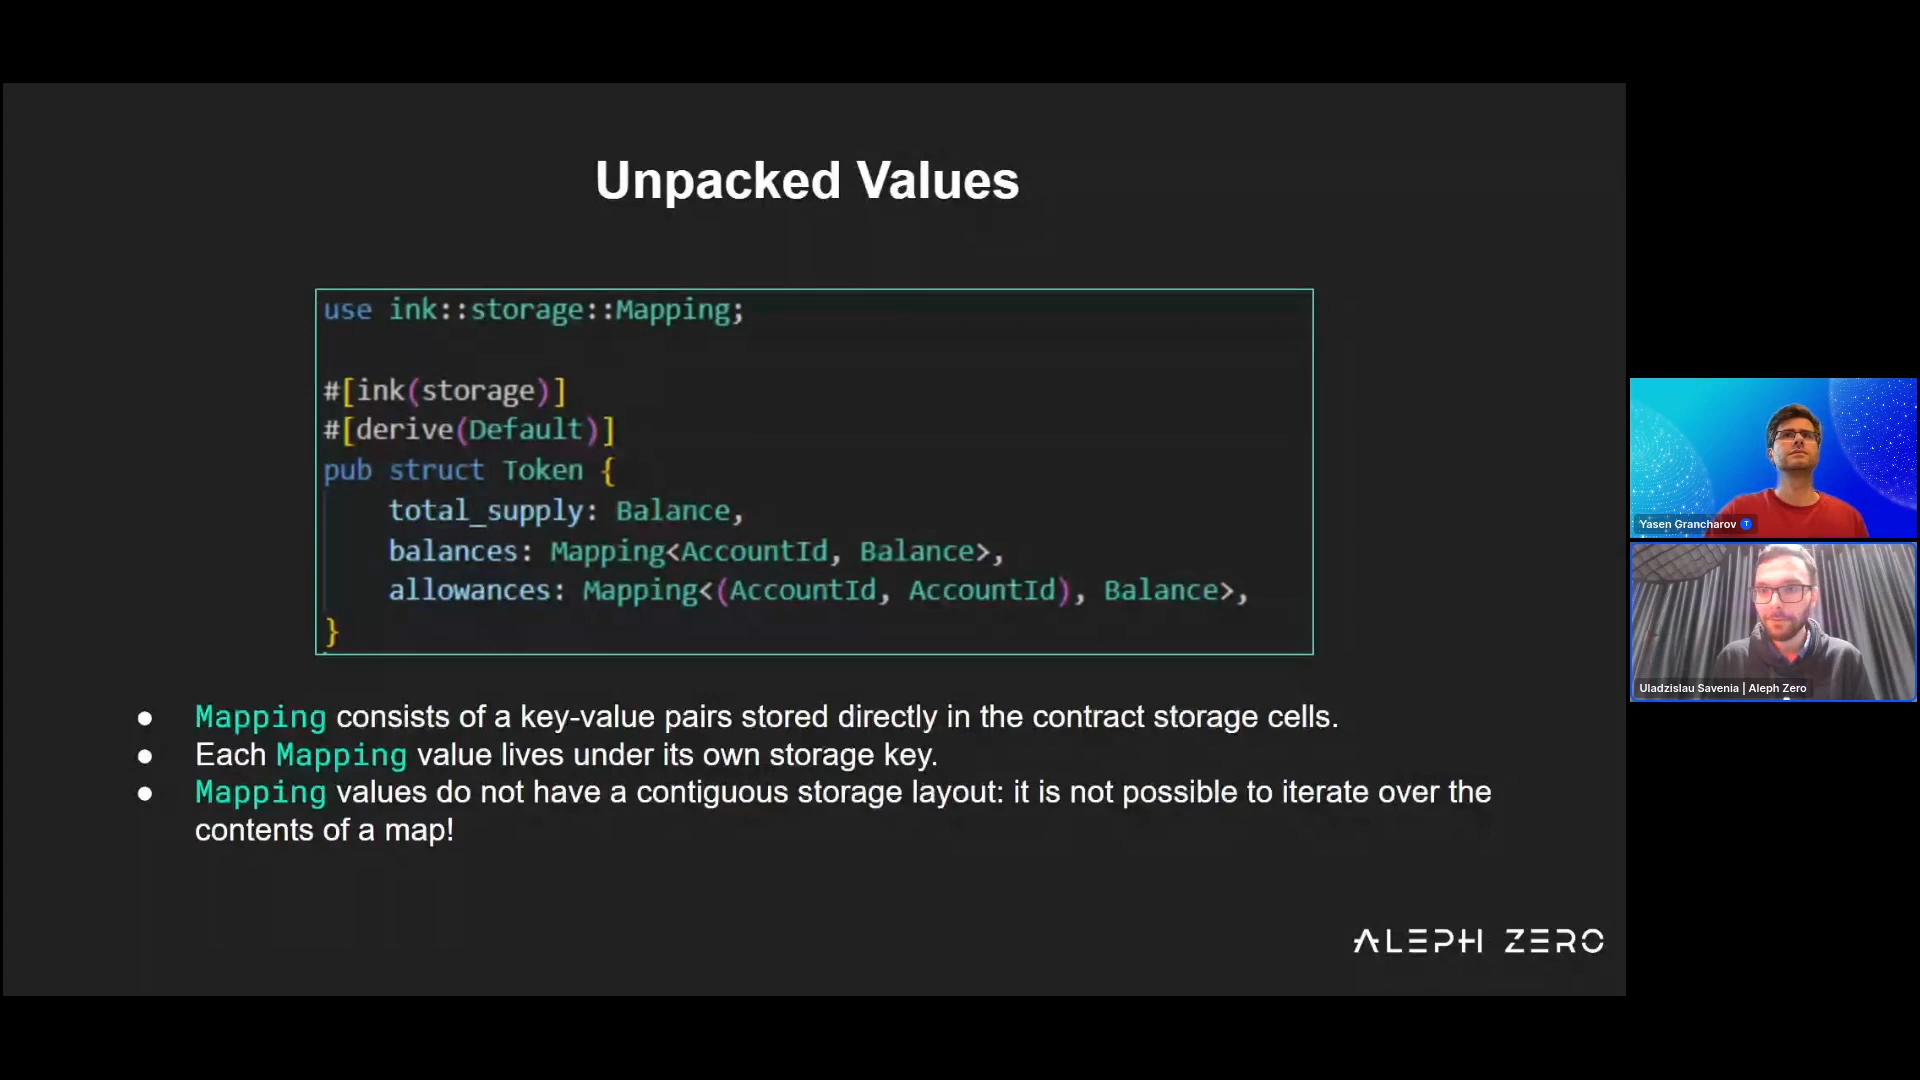 Unpacked Values
use ink::storage::Mapping;
#[ink(storage)]
#[derive(Default)]
pub struct Token {
    total_supply: Balance,
    balances: Mapping<AccountId, Balance>,
    allowances: Mapping<(AccountId, AccountId), Balance>,
}
● Mapping consists of a key-value pairs stored directly in the contract storage cells.
● Each Mapping value lives under its own storage key.
● Mapping values do not have a contiguous storage layout: it is not possible to iterate over the
contents of a map!
ALEPH ZERO
Yasen Grancharov
Uladzislau Savenia | Aleph Zero